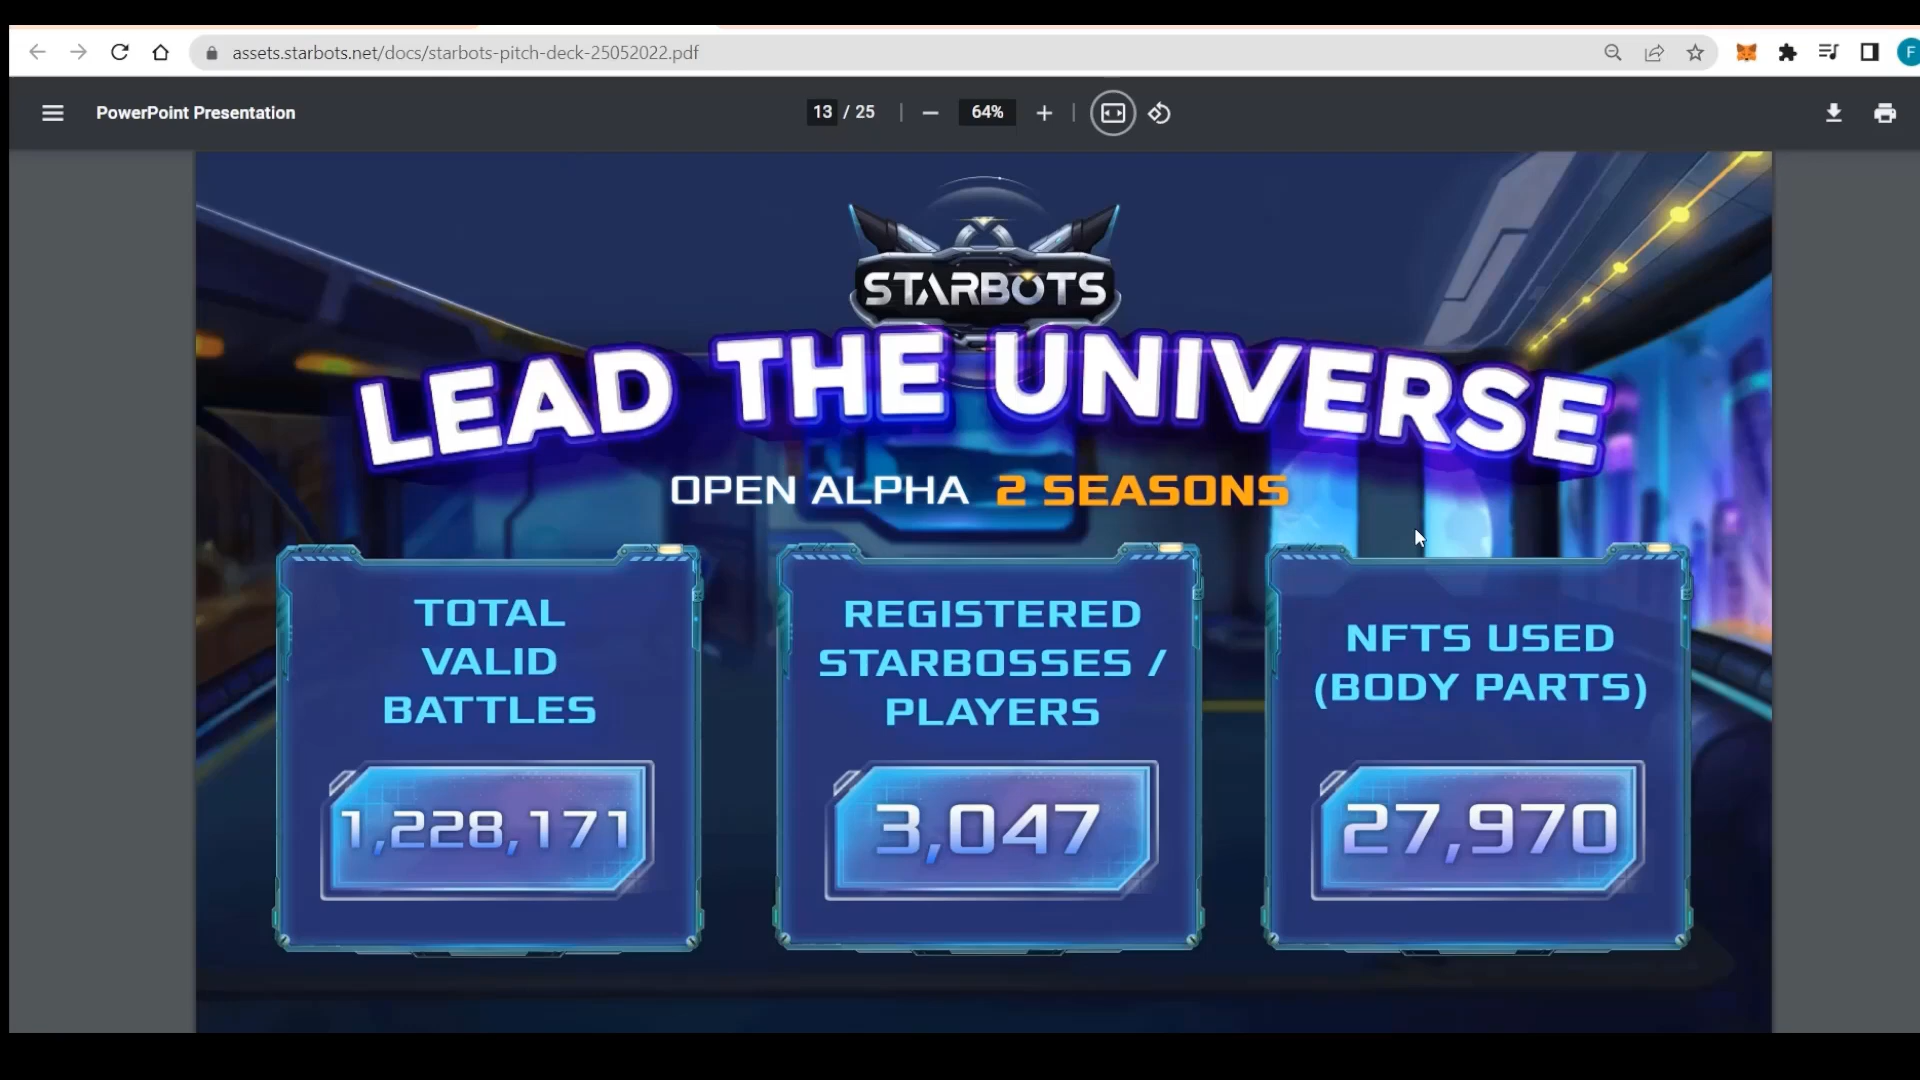 assets.starbots.net/docs/starbots-pitch-deck-25052022.pdf
F
PowerPoint Presentation
13 / 25
64%
STARBOTS
LEAD THE UNIVERSE
OPEN ALPHA 2 SEASONS
TOTAL
VALID
BATTLES
1,228,171
REGISTERED
STARBOSSES /
PLAYERS
3,047
NFTS USED
(BODY PARTS)
27,970